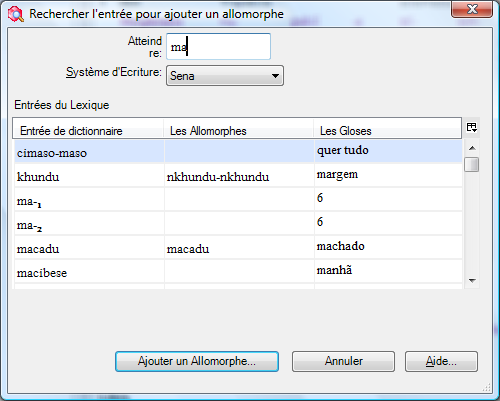 Rechercher l'entrée pour ajouter un allomorphe
Atteind
re:
ma
Système d'Ecriture:
Sena
Entrées du Lexique
Entrée de dictionnaire Les Allomorphes Les Gloses
cimaso-maso quer tudo
khundu nkhundu-nkhundu margem
ma-₁ 6
ma-₂ 6
macadu macadu machado
macibese manhã
Ajouter un Allomorphe... Annuler Aide...